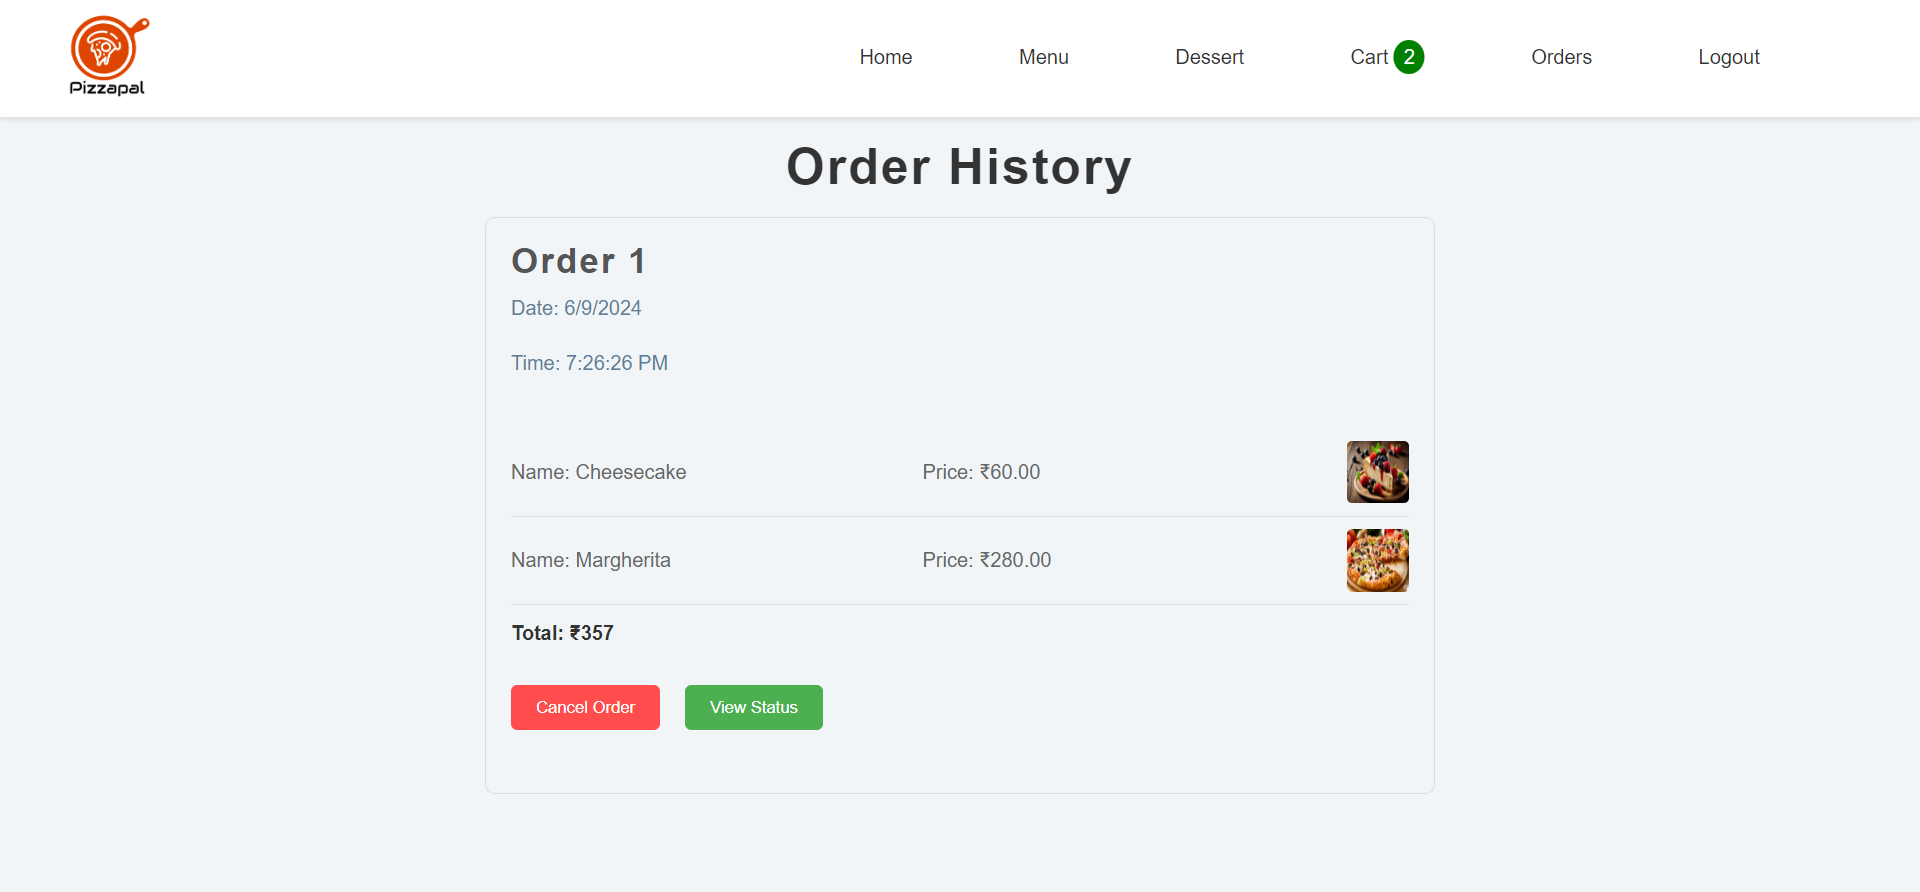 Pizzapal
Home Menu Dessert Cart 2 Orders Logout
Order History
Order 1
Date: 6/9/2024
Time: 7:26:26 PM
Name: Cheesecake Price: ₹60.00
Name: Margherita Price: ₹280.00
Total: ₹357
Cancel Order View Status